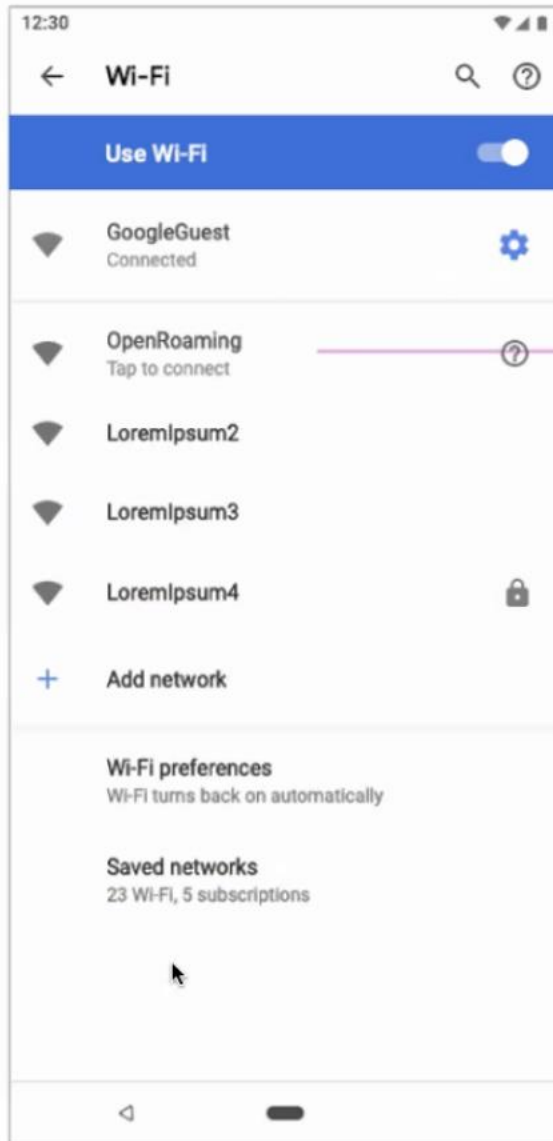 12:30
Wi-Fi
Use Wi-Fi
GoogleGuest
Connected
OpenRoaming
Tap to connect
LoremIpsum2
LoremIpsum3
LoremIpsum4
Add network
Wi-Fi preferences
Wi-Fi turns back on automatically
Saved networks
23 Wi-Fi, 5 subscriptions